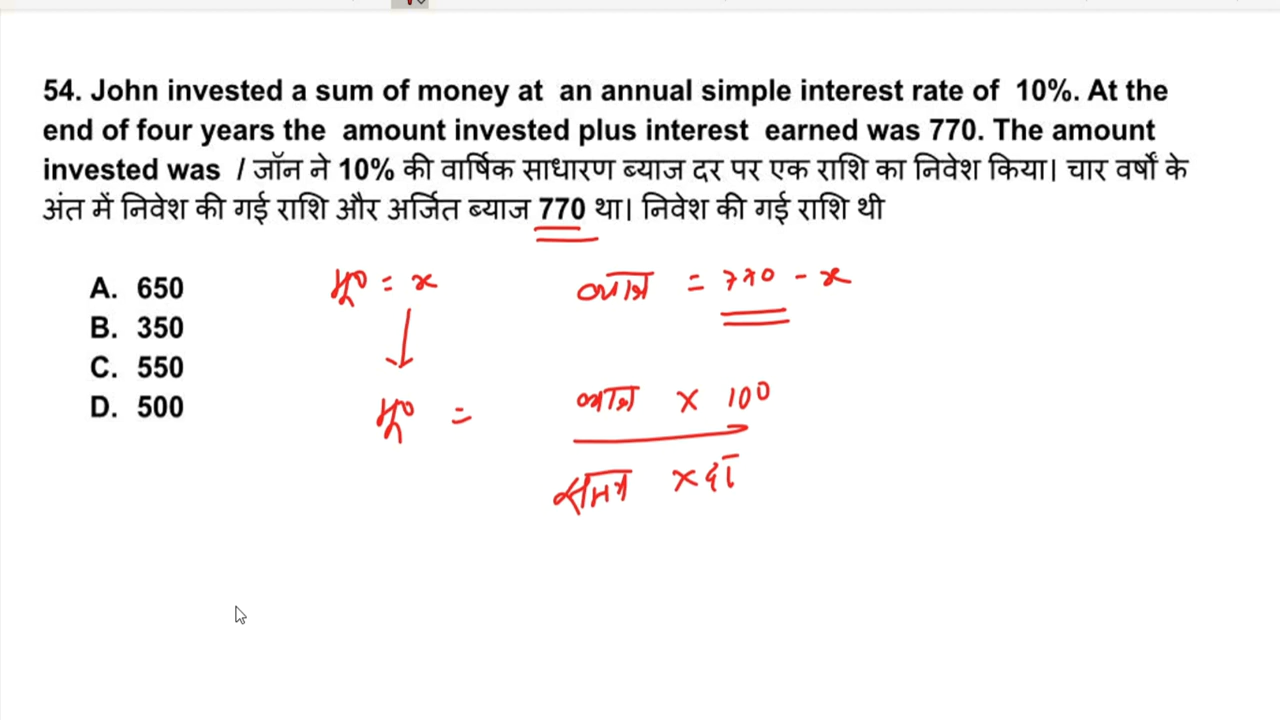 54. John invested a sum of money at an annual simple interest rate of 10%. At the
end of four years the amount invested plus interest earned was 770. The amount
invested was / जॉन ने 10% की वार्षिक साधारण ब्याज दर पर एक राशि का निवेश किया। चार वर्षों के
अंत में निवेश की गई राशि और अर्जित ब्याज 770 था। निवेश की गई राशि थी
A. 650
B. 350
C. 550
D. 500
मू० = x
ब्याज = 770 - x
मू० =
ब्याज × 100
समय × दर